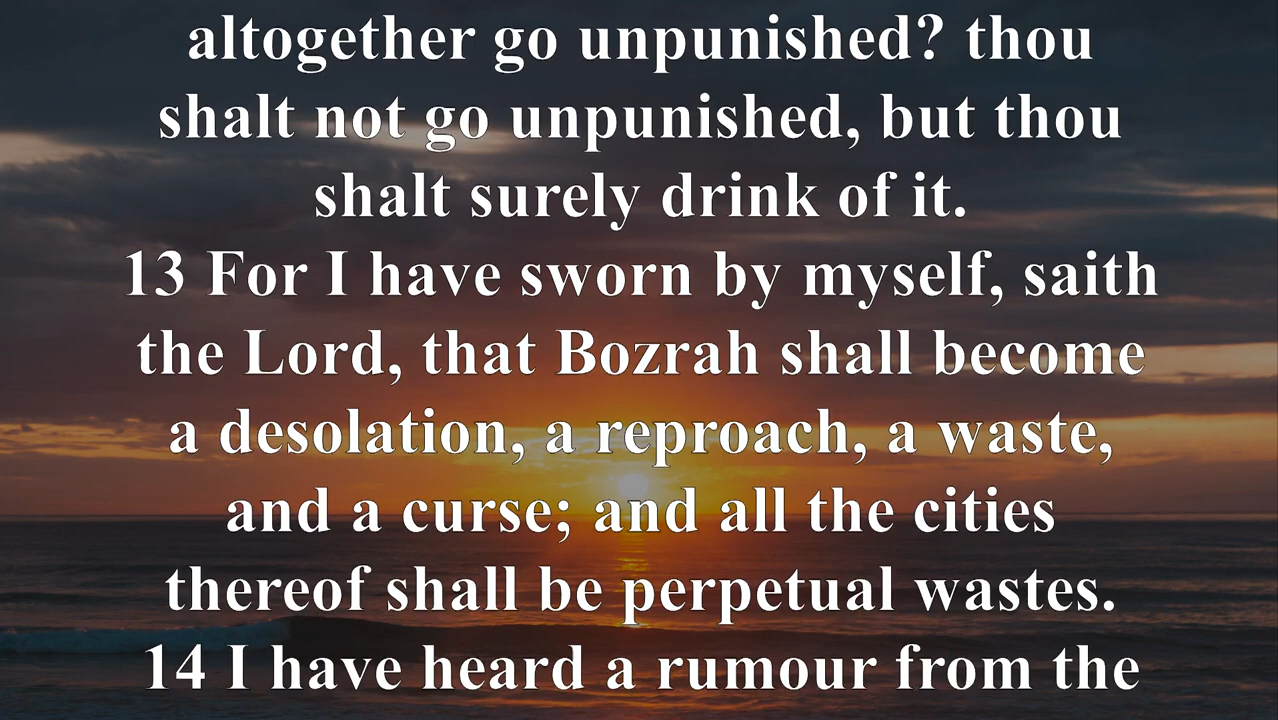 altogether go unpunished? thou
shalt not go unpunished, but thou
shalt surely drink of it.
13 For I have sworn by myself, saith
the Lord, that Bozrah shall become
a desolation, a reproach, a waste,
and a curse; and all the cities
thereof shall be perpetual wastes.
14 I have heard a rumour from the